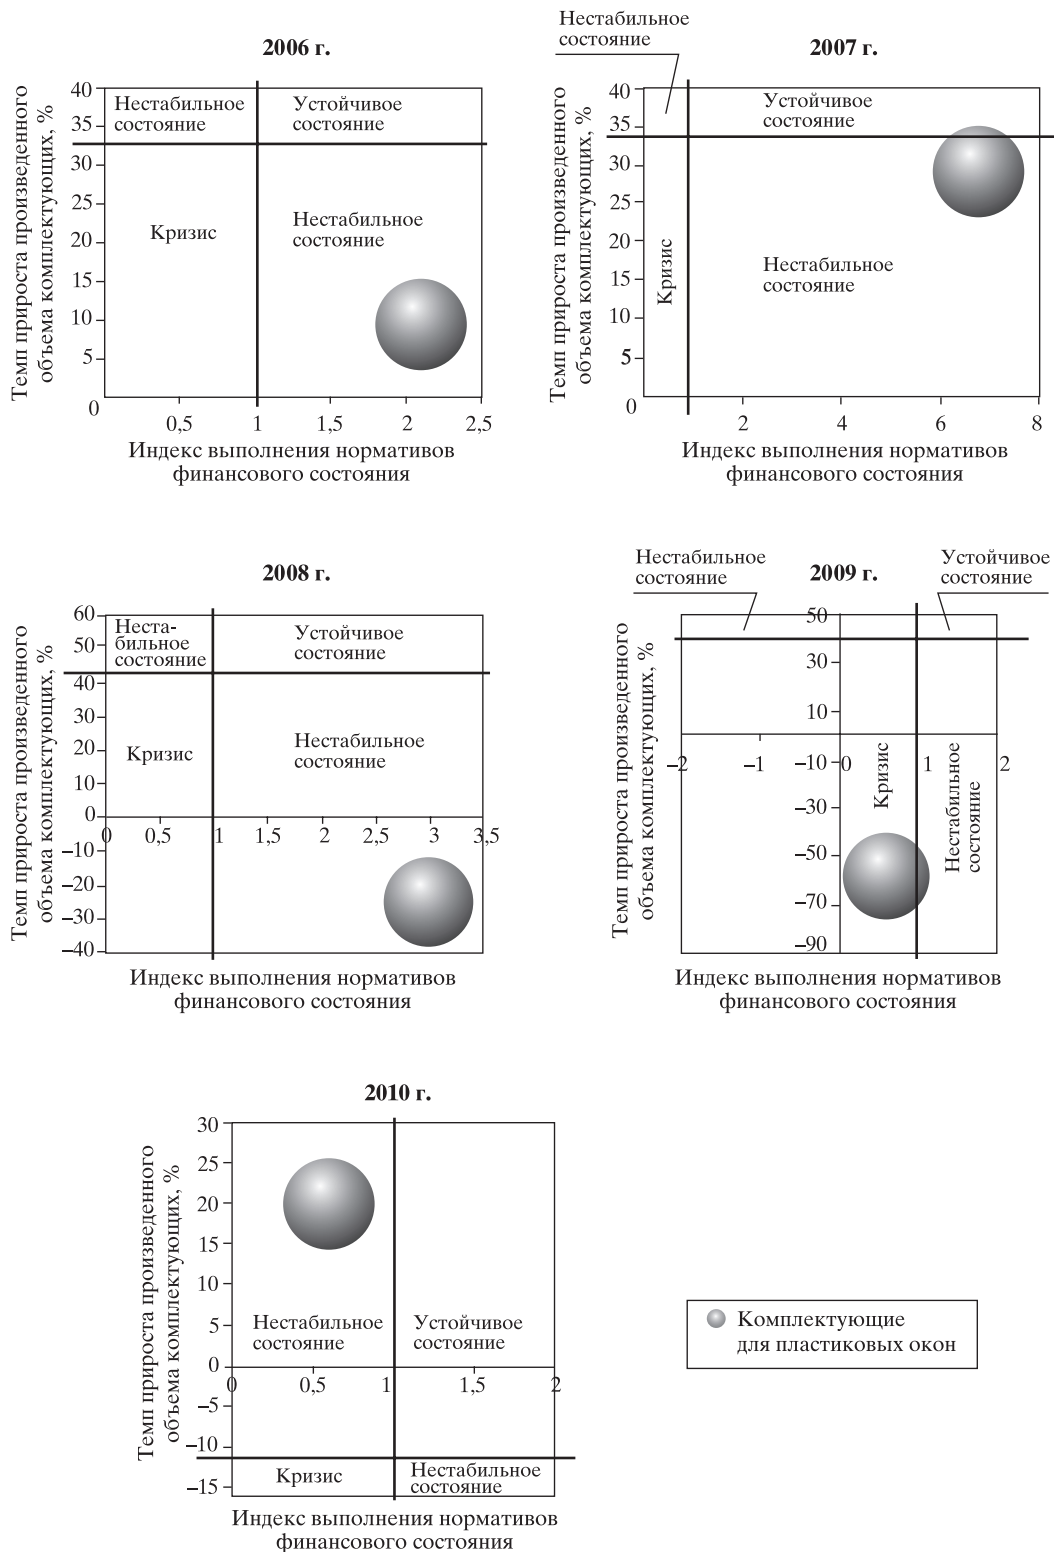 2006 г.
Темп прироста произведенного
объема комплектующих, %
40
35
30
25
20
15
10
5
0
Нестабильное
состояние
Устойчивое
состояние
Кризис
Нестабильное
состояние
0,5
1
1,5
2
2,5
Индекс выполнения нормативов
финансового состояния
Нестабильное
состояние
2007 г.
Темп прироста произведенного
объема комплектующих, %
40
35
30
25
20
15
10
5
0
Устойчивое
состояние
Кризис
Нестабильное
состояние
2
4
6
8
Индекс выполнения нормативов
финансового состояния
2008 г.
Темп прироста произведенного
объема комплектующих, %
60
50
40
30
20
10
0
–10
–20
–30
–40
Неста-
бильное
состояние
Устойчивое
состояние
Кризис
Нестабильное
состояние
0
0,5
1
1,5
2
2,5
3
3,5
Индекс выполнения нормативов
финансового состояния
Нестабильное
состояние
2009 г.
Устойчивое
состояние
Темп прироста произведенного
объема комплектующих, %
50
30
10
–10
–30
–50
–70
–90
–2
–1
0
1
2
Кризис
Нестабильное
состояние
Индекс выполнения нормативов
финансового состояния
2010 г.
Темп прироста произведенного
объема комплектующих, %
30
25
20
15
10
5
0
–5
–10
–15
Нестабильное
состояние
Устойчивое
состояние
0
0,5
1
1,5
2
Кризис
Нестабильное
состояние
Индекс выполнения нормативов
финансового состояния
Комплектующие
для пластиковых окон